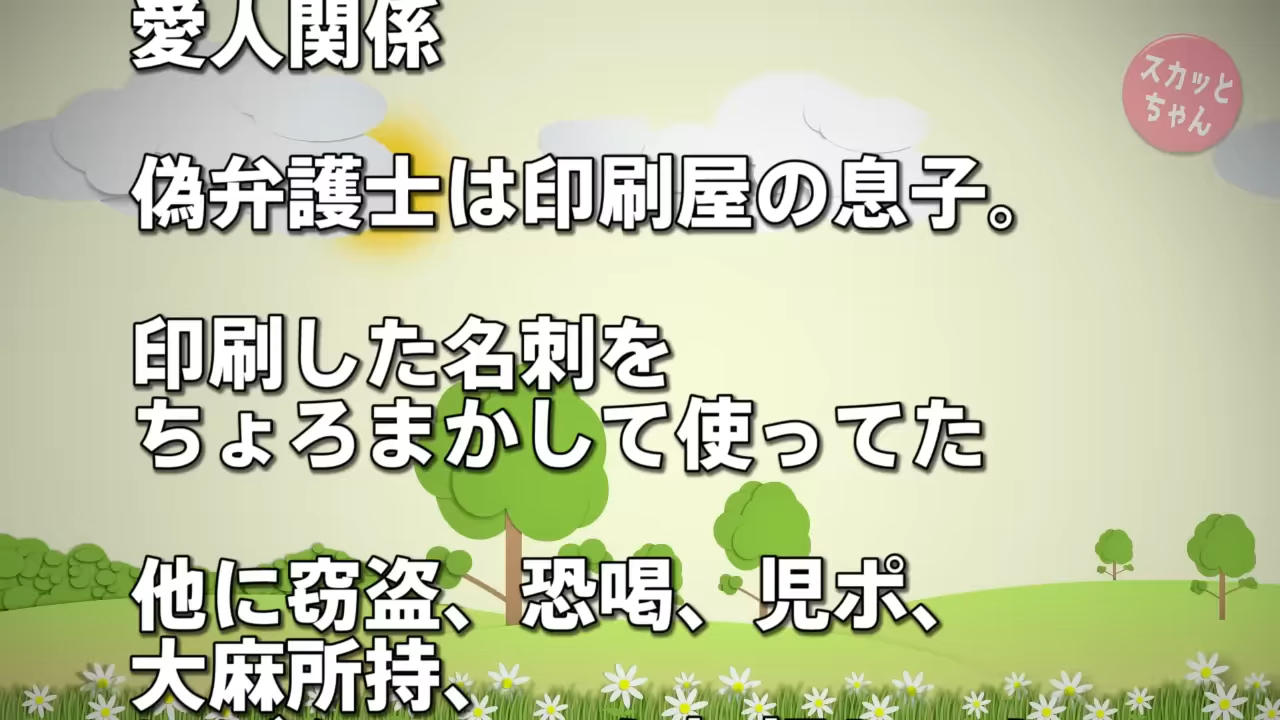 愛人関係
スカッと
ちゃん
偽弁護士は印刷屋の息子。
印刷した名刺を
ちょろまかして使ってた
他に窃盗、恐喝、児ポ、
大麻所持、